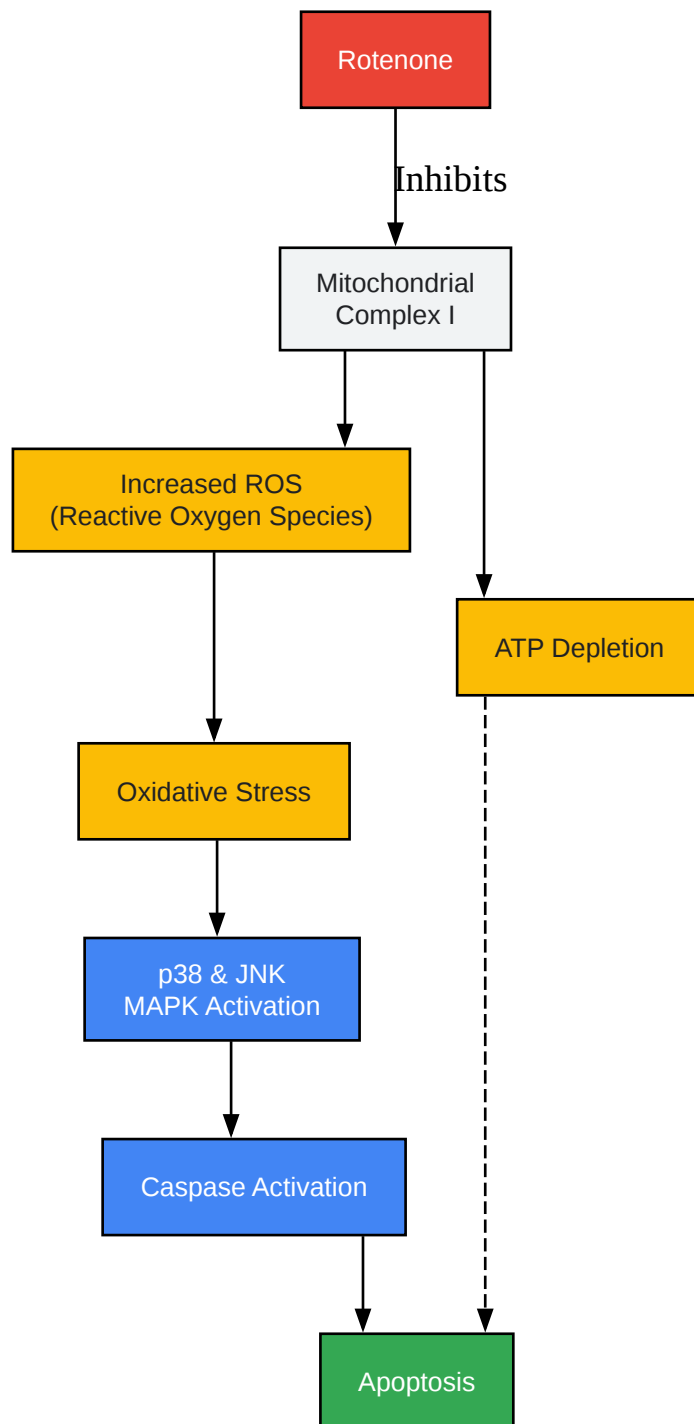 Rotenone
Inhibits
Mitochondrial
Complex I
Increased ROS
(Reactive Oxygen Species)
ATP Depletion
Oxidative Stress
p38 & JNK
MAPK Activation
Caspase Activation
Apoptosis